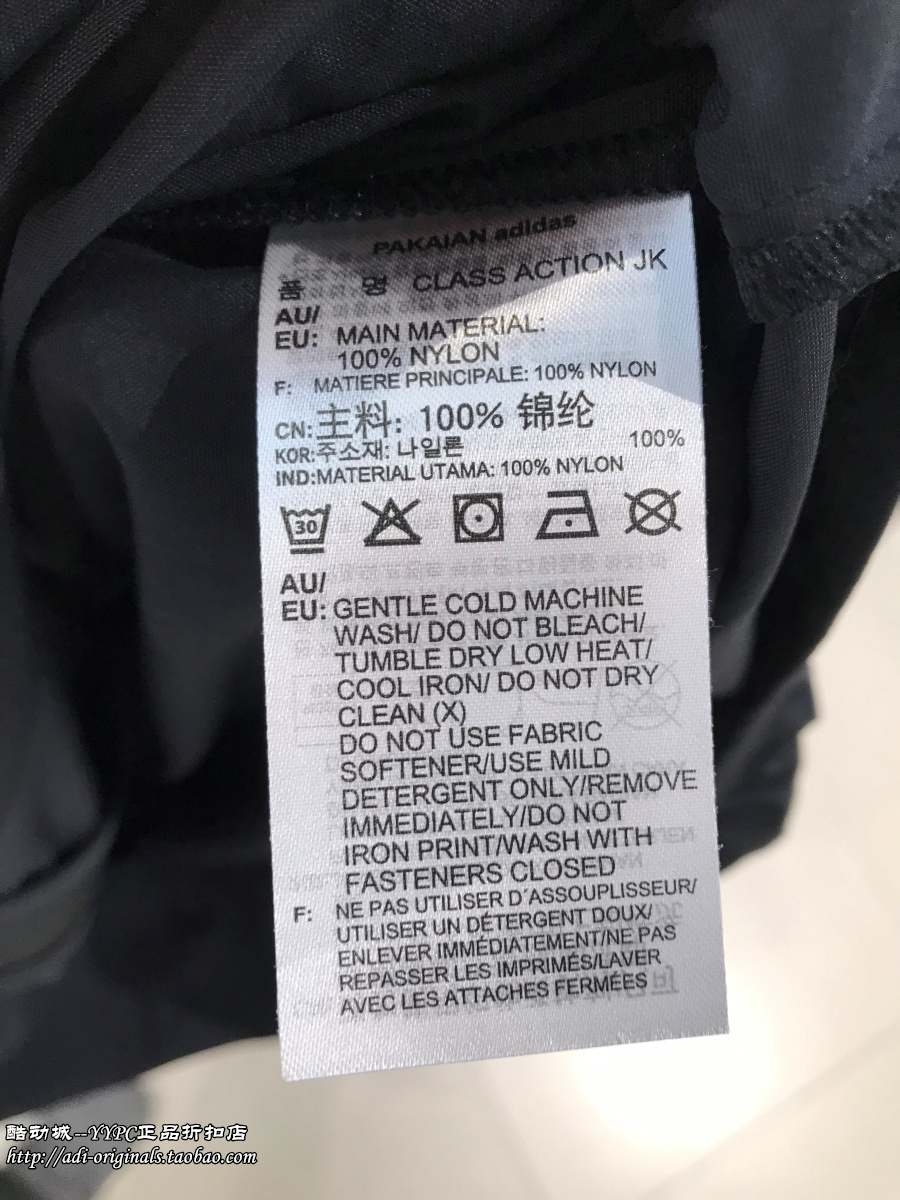 PAKAIAN adidas
품 명 CLASS ACTION JK
AU/
EU: MAIN MATERIAL:
100% NYLON
F: MATIERE PRINCIPALE: 100% NYLON
CN:主料: 100% 锦纶
KOR:주소재: 나일론 100%
IND:MATERIAL UTAMA: 100% NYLON
30
AU/
EU: GENTLE COLD MACHINE
WASH/ DO NOT BLEACH/
TUMBLE DRY LOW HEAT/
COOL IRON/ DO NOT DRY
CLEAN (X)
DO NOT USE FABRIC
SOFTENER/USE MILD
DETERGENT ONLY/REMOVE
IMMEDIATELY/DO NOT
IRON PRINT/WASH WITH
FASTENERS CLOSED
F: NE PAS UTILISER D´ASSOUPLISSEUR/
UTILISER UN DÉTERGENT DOUX/
ENLEVER IMMÉDIATEMENT/NE PAS
REPASSER LES IMPRIMÉS/LAVER
AVEC LES ATTACHES FERMÉES
酷动城--YYPC正品折扣店
http://adi-originals.taobao.com